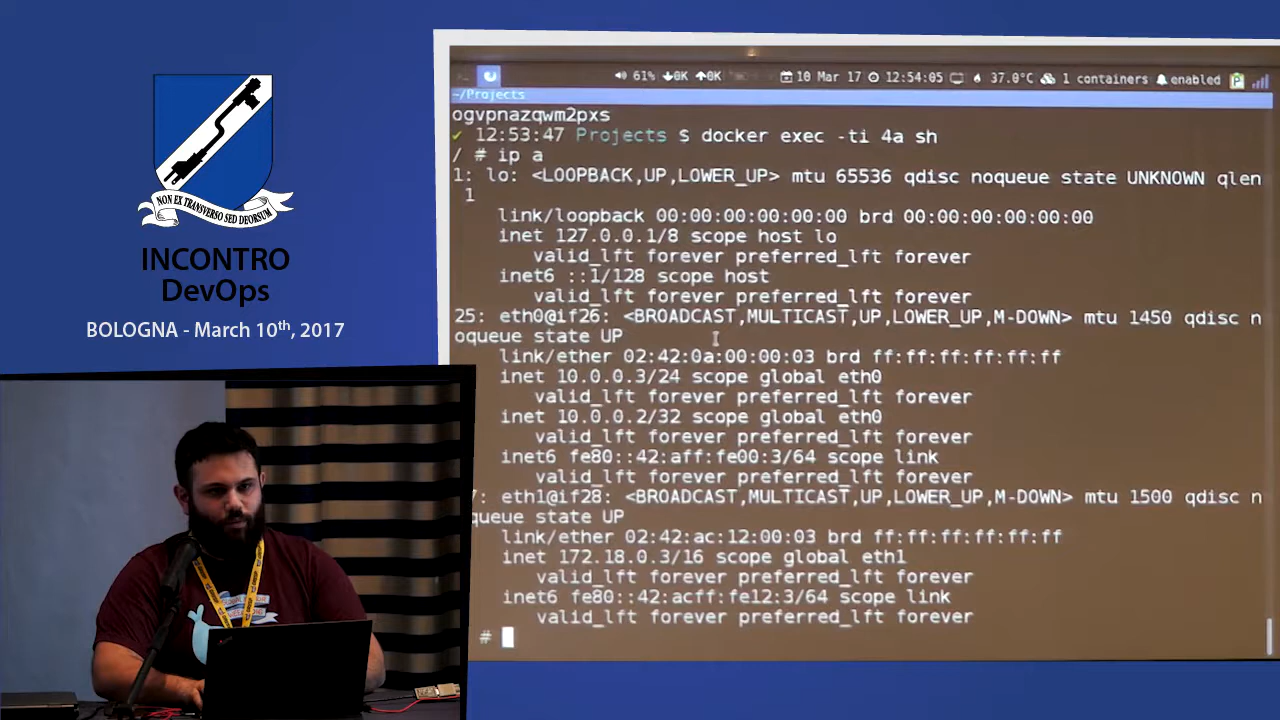 NON EX TRANSVERSO SED DEORSUM
INCONTRO
DevOps
BOLOGNA - March 10th, 2017
61% 0K 0K 10 Mar 17 12:54:05 37.0°C 1 containers enabled P
~/Projects
ogvpnazqwm2pxs
✔ 12:53:47 Projects $ docker exec -ti 4a sh
/ # ip a
1: lo: <LOOPBACK,UP,LOWER_UP> mtu 65536 qdisc noqueue state UNKNOWN qlen
1
link/loopback 00:00:00:00:00:00 brd 00:00:00:00:00:00
inet 127.0.0.1/8 scope host lo
valid_lft forever preferred_lft forever
inet6 ::1/128 scope host
valid_lft forever preferred_lft forever
25: eth0@if26: <BROADCAST,MULTICAST,UP,LOWER_UP,M-DOWN> mtu 1450 qdisc n
oqueue state UP
link/ether 02:42:0a:00:00:03 brd ff:ff:ff:ff:ff:ff
inet 10.0.0.3/24 scope global eth0
valid_lft forever preferred_lft forever
inet 10.0.0.2/32 scope global eth0
valid_lft forever preferred_lft forever
inet6 fe80::42:aff:fe00:3/64 scope link
valid_lft forever preferred_lft forever
7: eth1@if28: <BROADCAST,MULTICAST,UP,LOWER_UP,M-DOWN> mtu 1500 qdisc n
queue state UP
link/ether 02:42:ac:12:00:03 brd ff:ff:ff:ff:ff:ff
inet 172.18.0.3/16 scope global eth1
valid_lft forever preferred_lft forever
inet6 fe80::42:acff:fe12:3/64 scope link
valid_lft forever preferred_lft forever
#